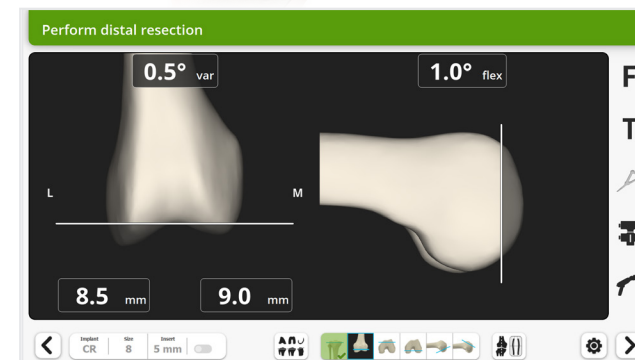 Perform distal resection
0.5° var
1.0° flex
L
M
8.5 mm
9.0 mm
Implant
CR
Size
8
Insert
5 mm
F
T